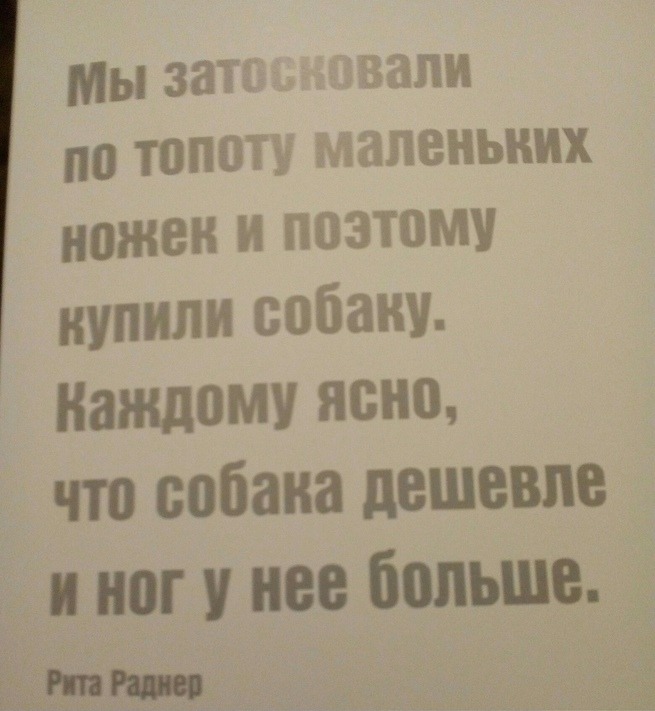 Мы затосковали
по топоту маленьких
ножек и поэтому
купили собаку.
Каждому ясно,
что собака дешевле
и ног у нее больше.
Рита Раднер